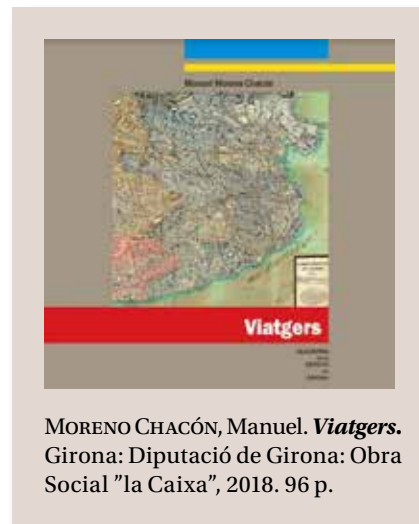 Manuel Moreno Chacón
Viatgers
MORENO CHACÓN, Manuel. Viatgers.
Girona: Diputació de Girona: Obra
Social ”la Caixa”, 2018. 96 p.